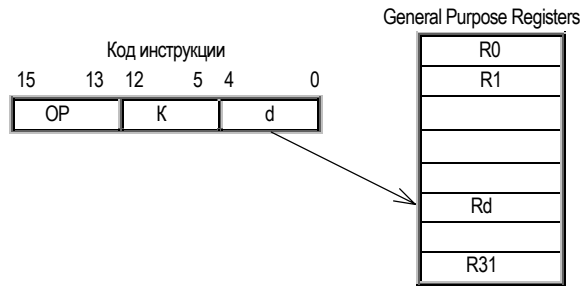 General Purpose Registers
Код инструкции
15 13 12 5 4 0
OP K d
R0
R1
Rd
R31